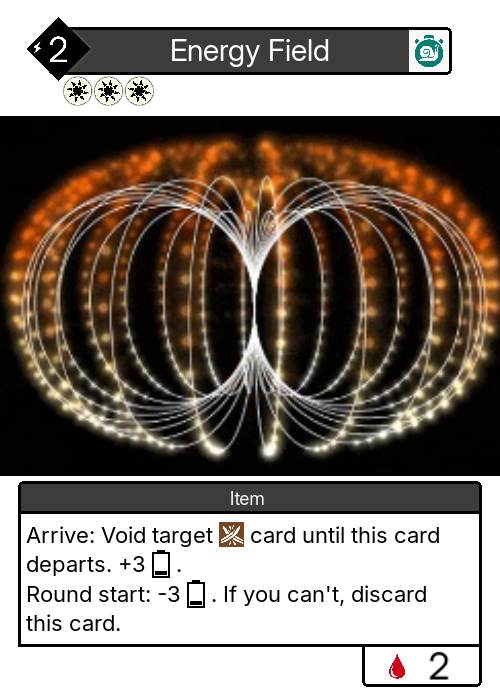 2
Energy Field
Item
Arrive: Void target card until this card
departs. +3 .
Round start: -3 . If you can't, discard
this card.
2